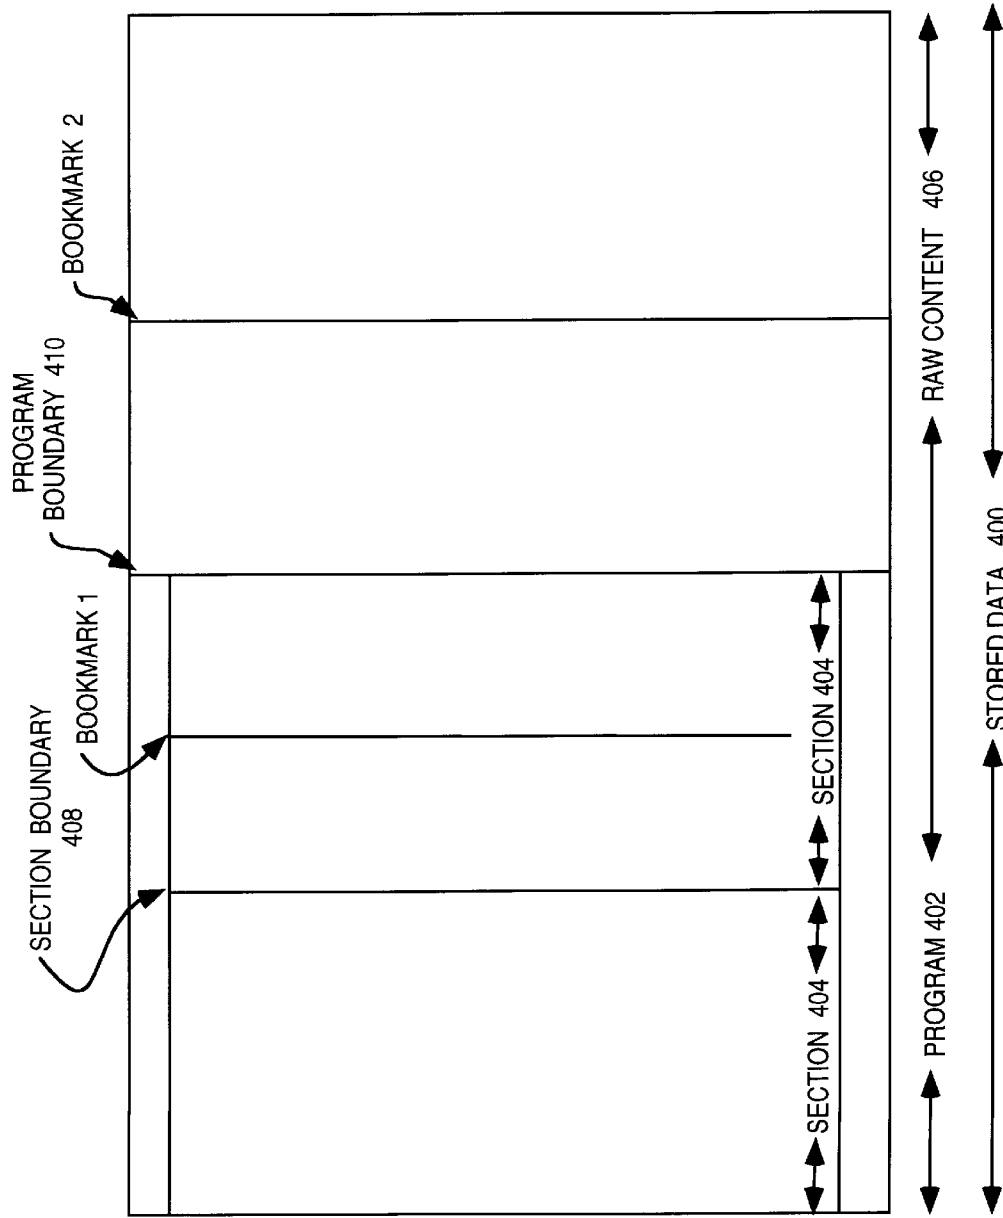 SECTION BOUNDARY
408
BOOKMARK 1
PROGRAM
BOUNDARY 410
BOOKMARK 2
SECTION 404
SECTION 404
PROGRAM 402
RAW CONTENT 406
STORED DATA 400